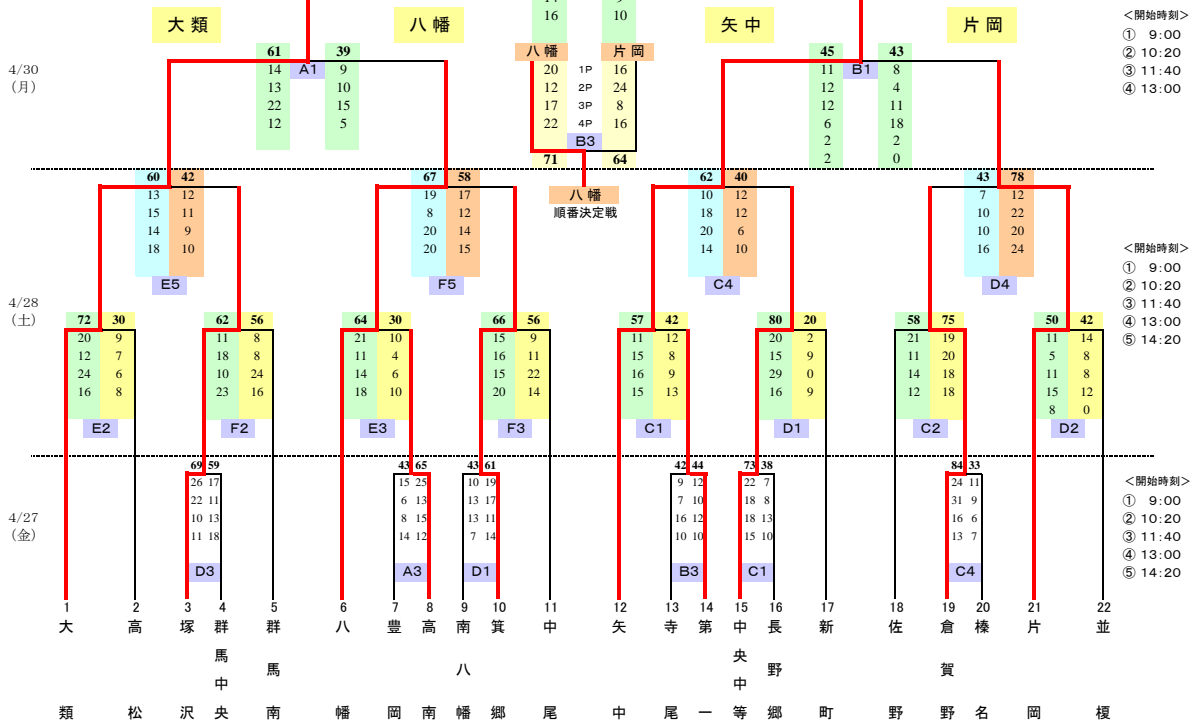 16 10
大類 八幡 矢中 片岡
＜開始時刻＞
① 9:00
② 10:20
③ 11:40
④ 13:00
4/30
（月）
61 39
A1
14 9
13 10
22 15
12 5
八幡 片岡
20 1P 16
12 2P 24
17 3P 8
22 4P 16
B3
71 64
八幡
順番決定戦
45 43
B1
11 8
12 4
12 11
6 18
2 2
2 0
4/28
（土）
60 42
13 12
15 11
14 9
18 10
E5
67 58
19 17
8 12
20 14
20 15
F5
62 40
10 12
18 12
20 6
14 10
C4
43 78
7 12
10 22
10 20
16 24
D4
＜開始時刻＞
① 9:00
② 10:20
③ 11:40
④ 13:00
⑤ 14:20
72 30
20 9
12 7
24 6
16 8
E2
62 56
11 8
18 8
10 24
23 16
F2
64 30
21 10
11 4
14 6
18 10
E3
66 56
15 9
16 11
15 22
20 14
F3
57 42
11 12
15 8
16 9
15 13
C1
80 20
20 2
15 9
29 0
16 9
D1
58 75
21 19
11 20
14 18
12 18
C2
50 42
11 14
5 8
11 8
15 12
8 0
D2
4/27
（金）
69 59
26 17
22 11
10 13
11 18
D3
43 65
15 25
6 13
8 15
14 12
A3
43 61
10 19
13 17
13 11
7 14
D1
42 44
9 12
7 10
16 12
10 10
B3
73 38
22 7
18 8
18 13
15 10
C1
84 33
24 11
31 9
16 6
13 7
C4
＜開始時刻＞
① 9:00
② 10:20
③ 11:40
④ 13:00
⑤ 14:20
1 大類
2 高松
3 塚沢
4 群馬中央
5 群馬南
6 八幡
7 豊岡
8 高南
9 南八幡
10 箕郷
11 中尾
12 矢中
13 寺尾
14 第一
15 中央中等
16 長野郷
17 新町
18 佐野
19 倉賀野
20 榛名
21 片岡
22 並榎